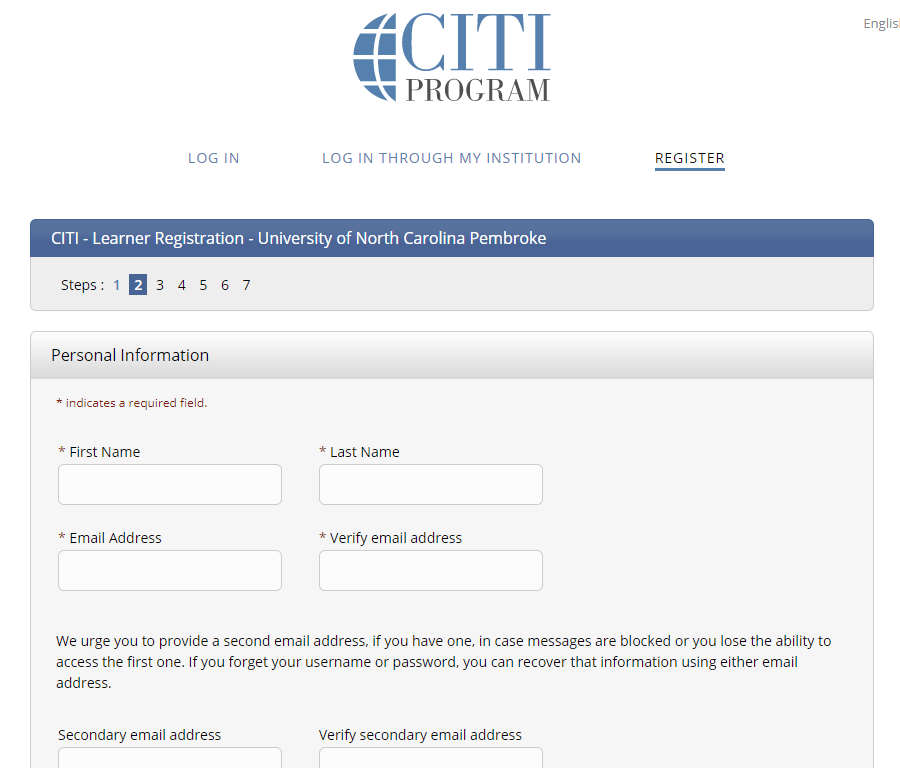 CITI
PROGRAM
LOG IN
LOG IN THROUGH MY INSTITUTION
REGISTER
CITI - Learner Registration - University of North Carolina Pembroke
Steps : 1 2 3 4 5 6 7
Personal Information
* indicates a required field.
* First Name
* Last Name
* Email Address
* Verify email address
We urge you to provide a second email address, if you have one, in case messages are blocked or you lose the ability to
access the first one. If you forget your username or password, you can recover that information using either email
address.
Secondary email address
Verify secondary email address